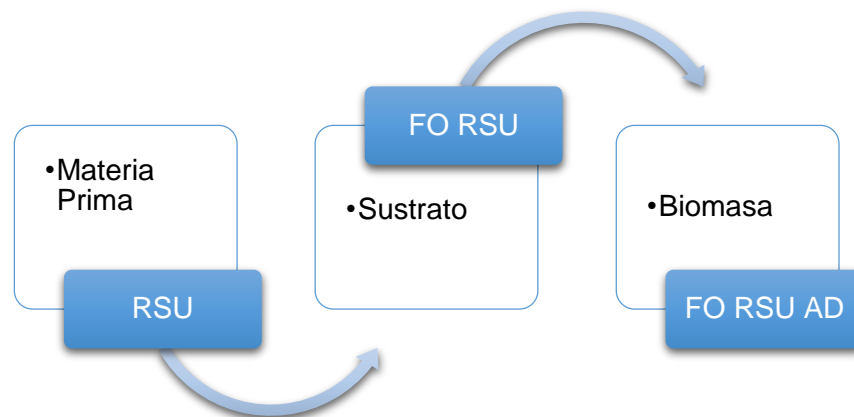 •Materia
Prima
RSU
FO RSU
•Sustrato
•Biomasa
FO RSU AD